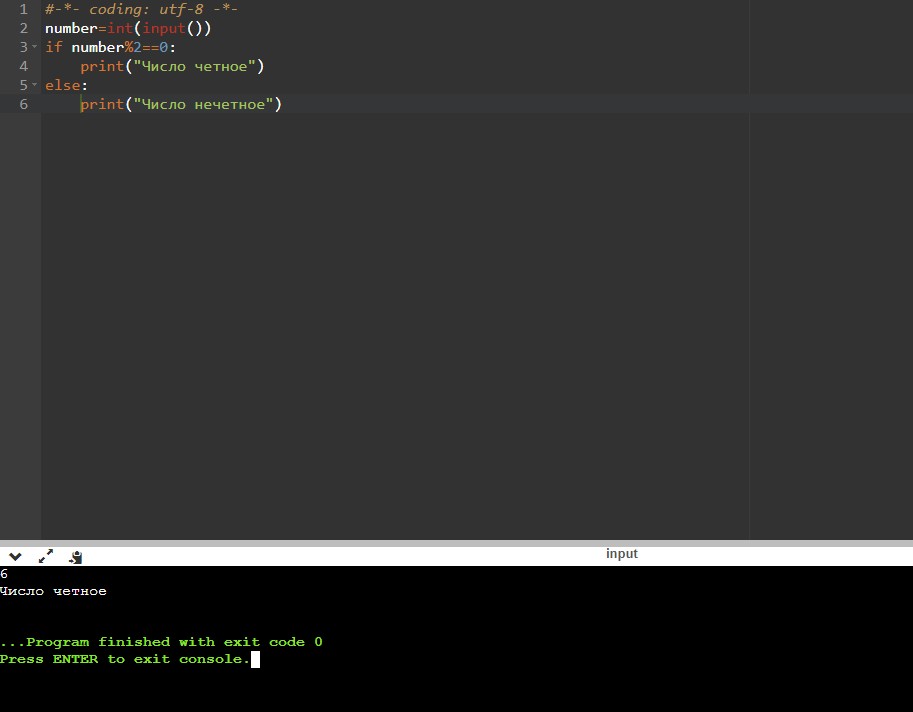 1 #-*- coding: utf-8 -*-
2 number=int(input())
3 if number%2==0:
4     print("Число четное")
5 else:
6     print("Число нечетное")
input
6
Число четное
...Program finished with exit code 0
Press ENTER to exit console.